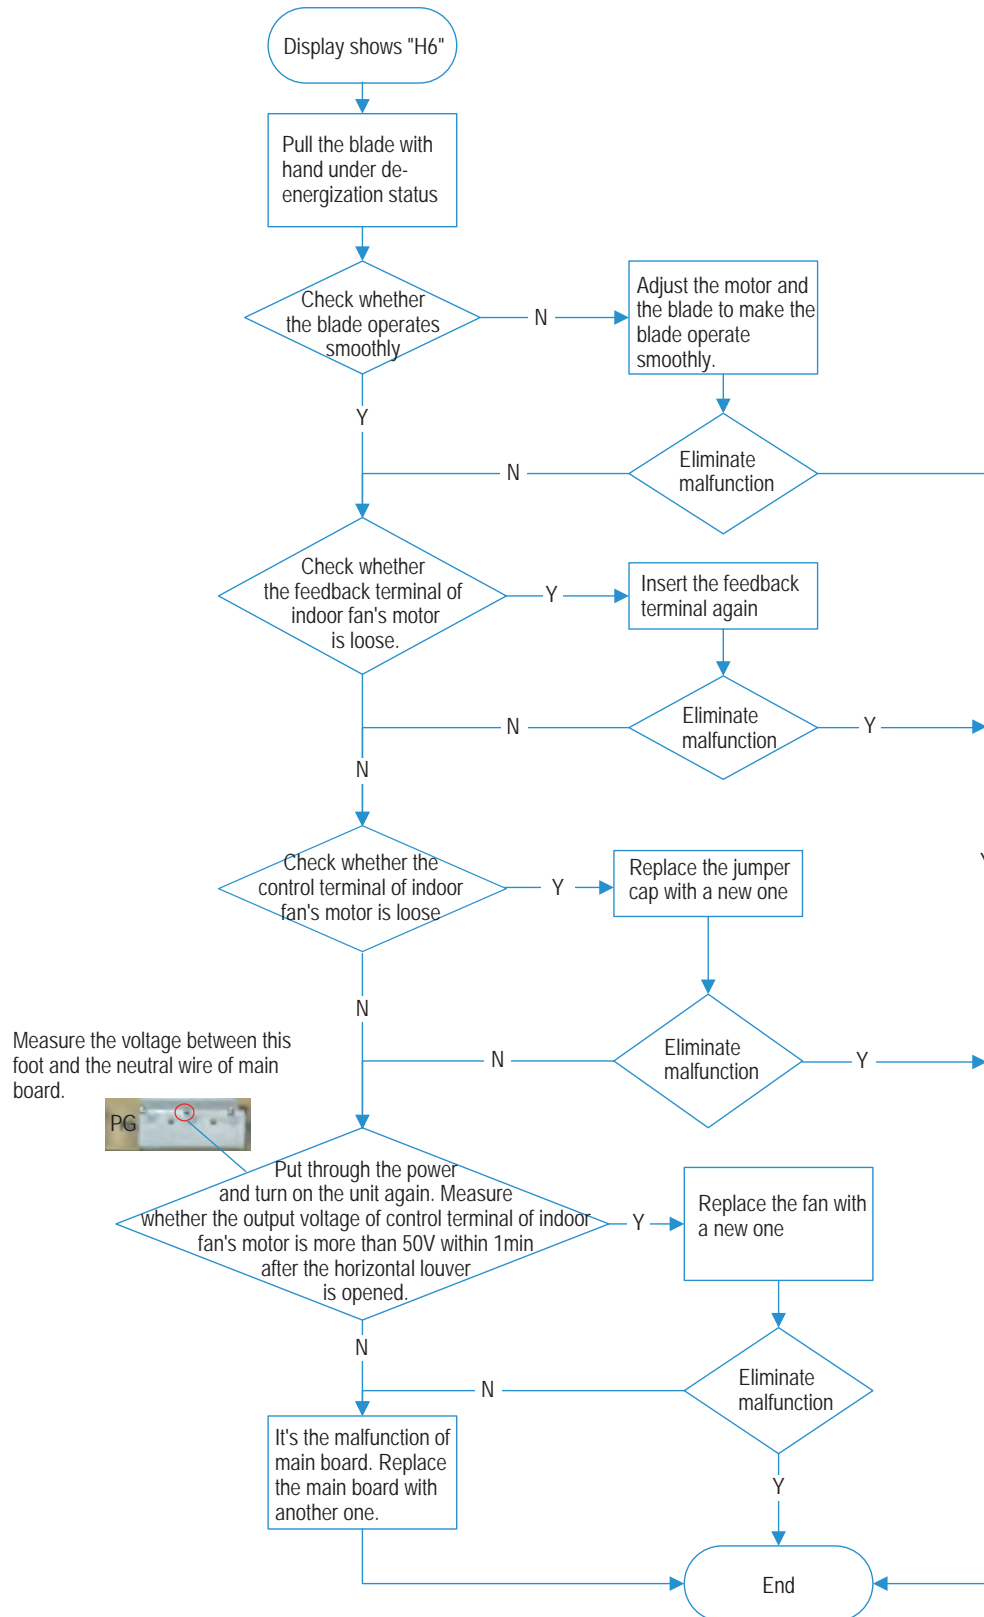 Display shows "H6"
Pull the blade with
hand under de-
energization status
Check whether
the blade operates
smoothly
N
Adjust the motor and
the blade to make the
blade operate
smoothly.
Y
N
Eliminate
malfunction
Check whether
the feedback terminal of
indoor fan's motor
is loose.
Y
Insert the feedback
terminal again
N
Eliminate
malfunction
Y
N
Check whether the
control terminal of indoor
fan's motor is loose
Y
Replace the jumper
cap with a new one
Y
N
N
Eliminate
malfunction
Y
Measure the voltage between this
foot and the neutral wire of main
board.
PG
Put through the power
and turn on the unit again. Measure
whether the output voltage of control terminal of indoor
fan's motor is more than 50V within 1min
after the horizontal louver
is opened.
Y
Replace the fan with
a new one
N
N
Eliminate
malfunction
It's the malfunction of
main board. Replace
the main board with
another one.
Y
End